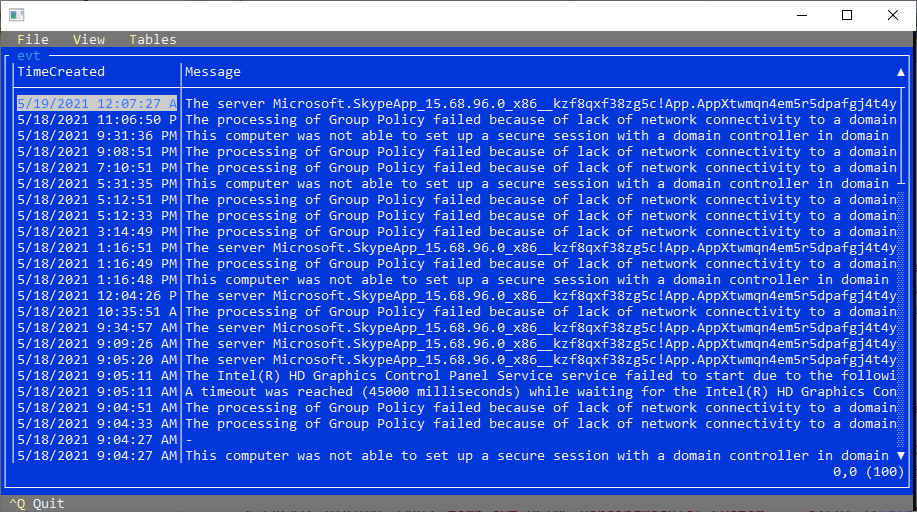 File View Tables
evt
TimeCreated Message
5/19/2021 12:07:27 A The server Microsoft.SkypeApp_15.68.96.0_x86__kzf8qxf38zg5c!App.AppXtwmqn4em5r5dpafgj4t4y
5/18/2021 11:06:50 P The processing of Group Policy failed because of lack of network connectivity to a domain
5/18/2021 9:31:36 PM This computer was not able to set up a secure session with a domain controller in domain
5/18/2021 9:08:51 PM The processing of Group Policy failed because of lack of network connectivity to a domain
5/18/2021 7:10:51 PM The processing of Group Policy failed because of lack of network connectivity to a domain
5/18/2021 5:31:35 PM This computer was not able to set up a secure session with a domain controller in domain
5/18/2021 5:12:51 PM The processing of Group Policy failed because of lack of network connectivity to a domain
5/18/2021 5:12:33 PM The processing of Group Policy failed because of lack of network connectivity to a domain
5/18/2021 3:14:49 PM The processing of Group Policy failed because of lack of network connectivity to a domain
5/18/2021 1:16:51 PM The server Microsoft.SkypeApp_15.68.96.0_x86__kzf8qxf38zg5c!App.AppXtwmqn4em5r5dpafgj4t4y
5/18/2021 1:16:49 PM The processing of Group Policy failed because of lack of network connectivity to a domain
5/18/2021 1:16:48 PM This computer was not able to set up a secure session with a domain controller in domain
5/18/2021 12:04:26 P The server Microsoft.SkypeApp_15.68.96.0_x86__kzf8qxf38zg5c!App.AppXtwmqn4em5r5dpafgj4t4y
5/18/2021 10:35:51 A The processing of Group Policy failed because of lack of network connectivity to a domain
5/18/2021 9:34:57 AM The server Microsoft.SkypeApp_15.68.96.0_x86__kzf8qxf38zg5c!App.AppXtwmqn4em5r5dpafgj4t4y
5/18/2021 9:09:26 AM The server Microsoft.SkypeApp_15.68.96.0_x86__kzf8qxf38zg5c!App.AppXtwmqn4em5r5dpafgj4t4y
5/18/2021 9:05:20 AM The server Microsoft.SkypeApp_15.68.96.0_x86__kzf8qxf38zg5c!App.AppXtwmqn4em5r5dpafgj4t4y
5/18/2021 9:05:11 AM The Intel(R) HD Graphics Control Panel Service service failed to start due to the followi
5/18/2021 9:05:11 AM A timeout was reached (45000 milliseconds) while waiting for the Intel(R) HD Graphics Con
5/18/2021 9:04:51 AM The processing of Group Policy failed because of lack of network connectivity to a domain
5/18/2021 9:04:33 AM The processing of Group Policy failed because of lack of network connectivity to a domain
5/18/2021 9:04:27 AM -
5/18/2021 9:04:27 AM This computer was not able to set up a secure session with a domain controller in domain
0,0 (100)
^Q Quit